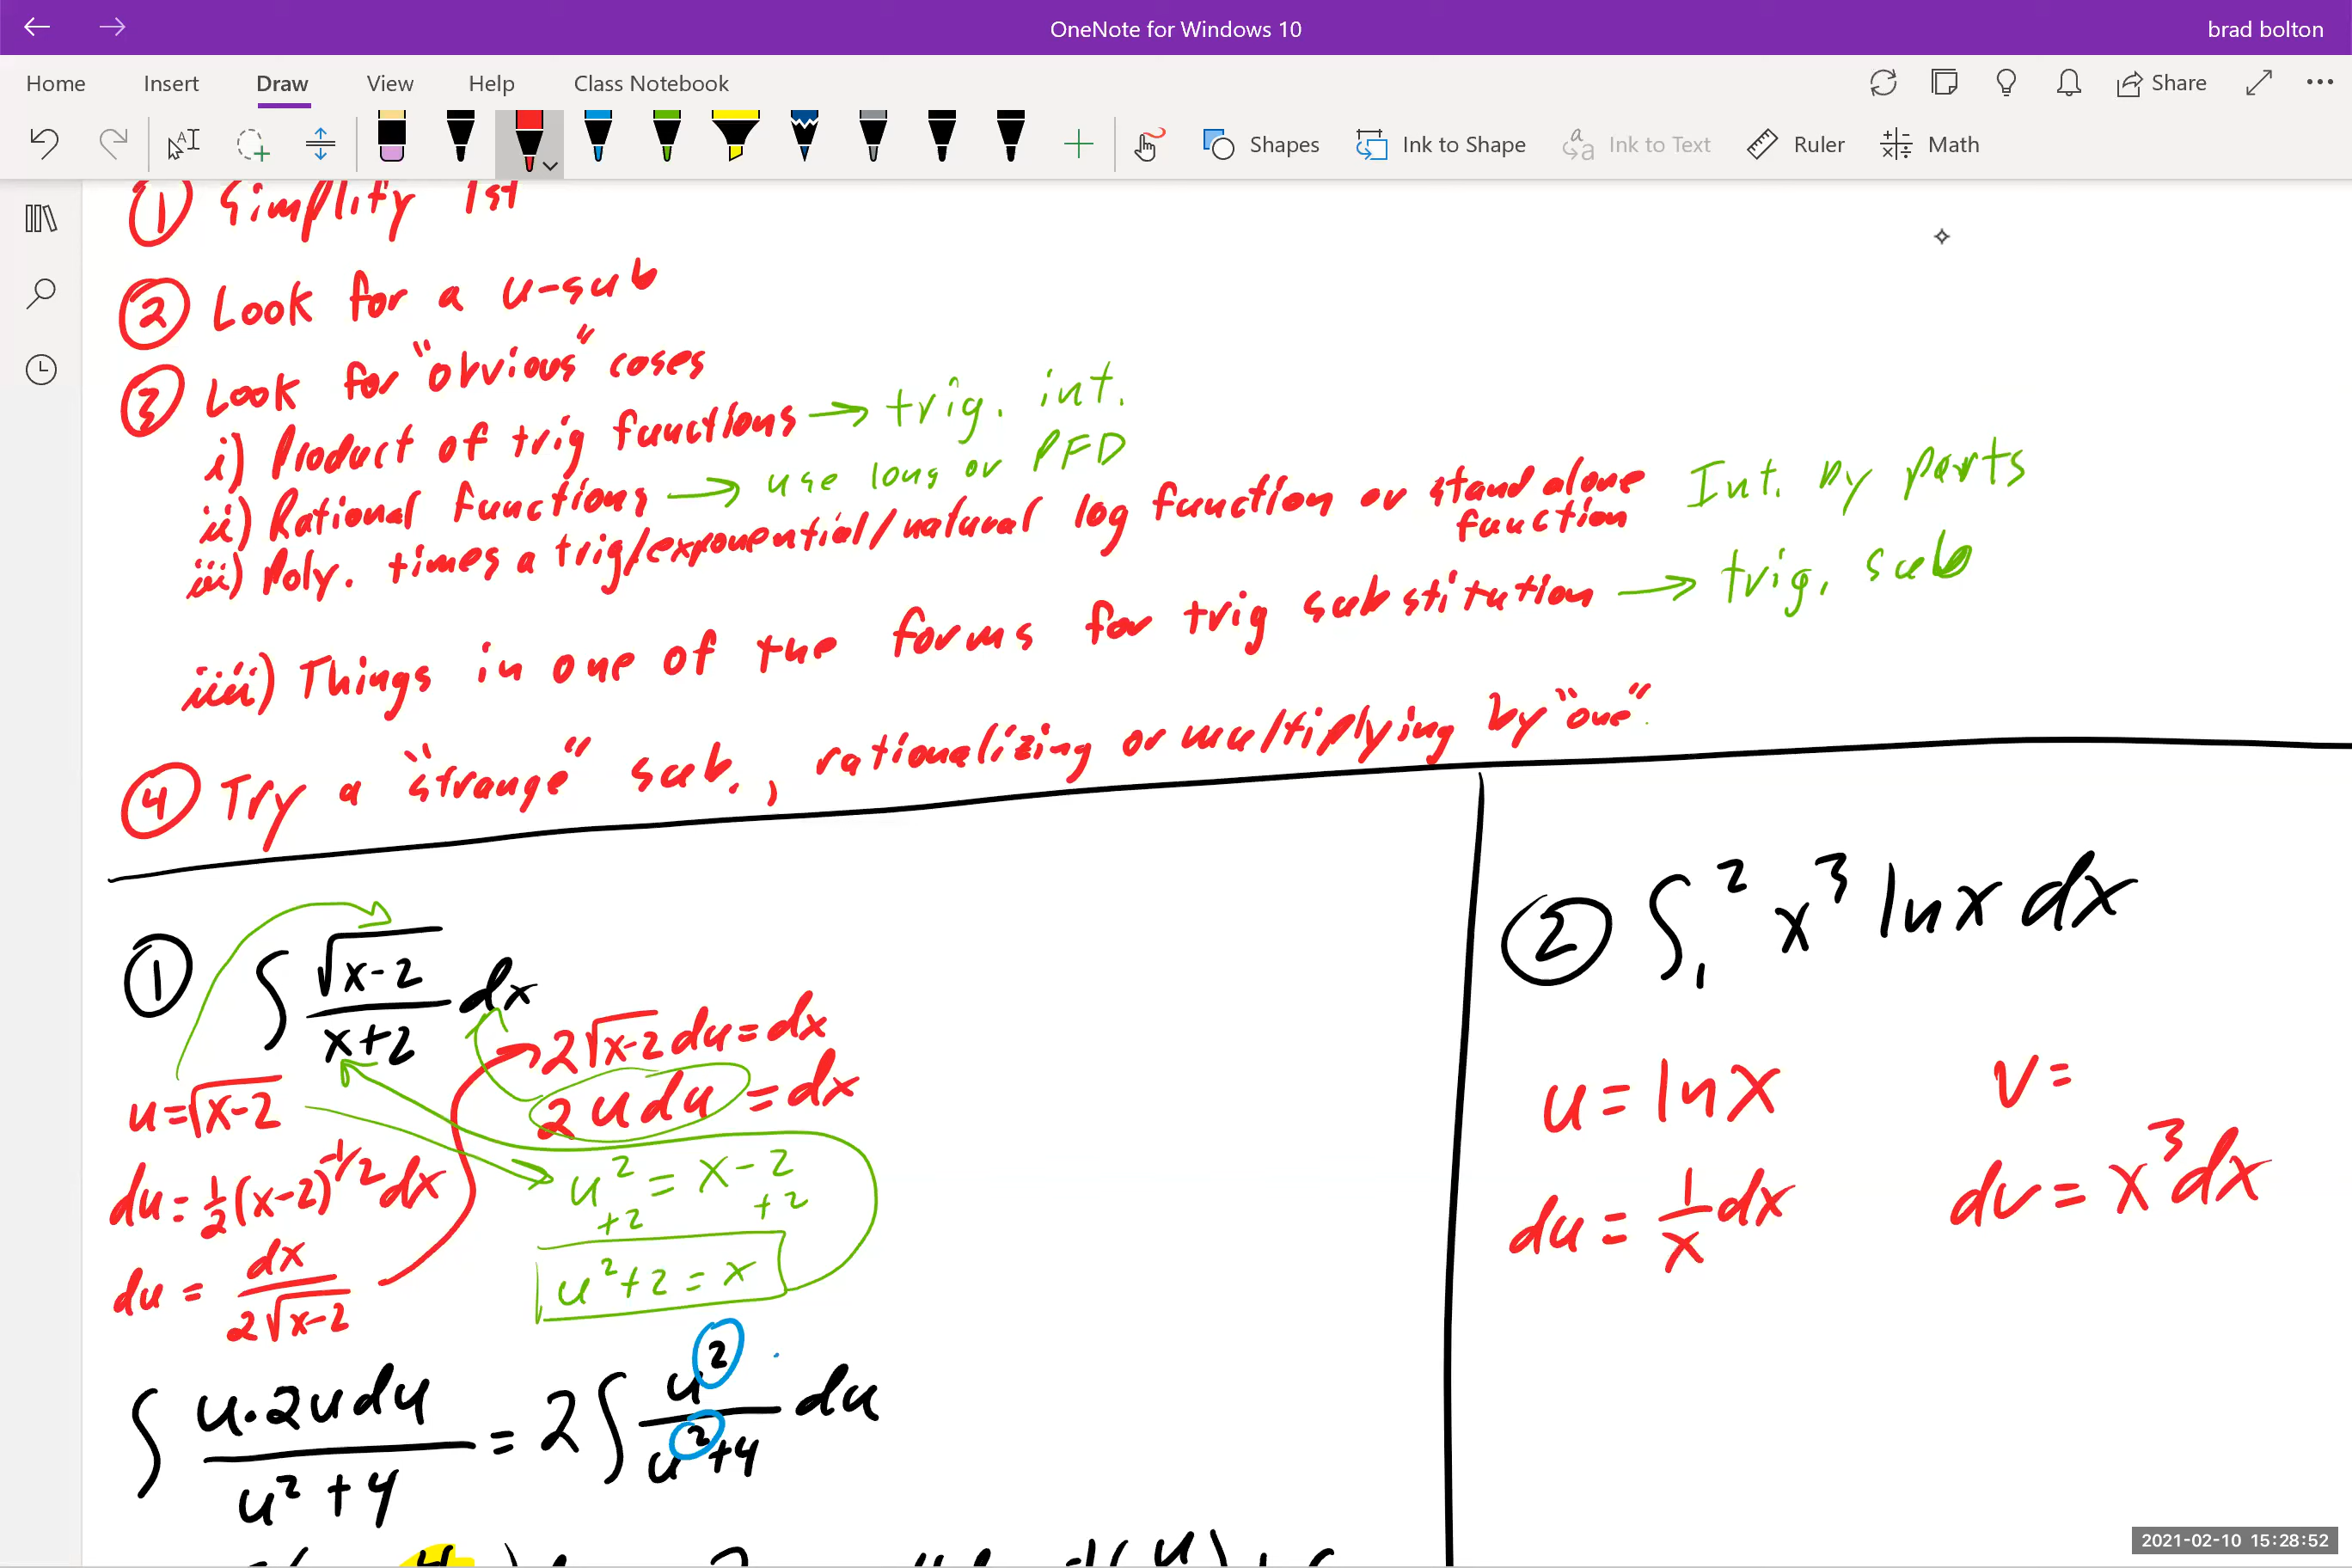 OneNote for Windows 10
brad bolton
Home Insert Draw View Help Class Notebook
Share
Shapes Ink to Shape Ink to Text Ruler Math
① Simplify 1st
② Look for a u-sub
③ Look for "obvious" cases
i) Product of trig functions → trig. int.
ii) Rational functions → use long or PFD
iii) Poly. times a trig/exponential/natural log function or stand alone function Int. by parts
iiii) Things in one of the forms for trig substitution → trig. sub
④ Try a "strange" sub., rationalizing or multiplying by "one".
① ∫ √(x-2)/(x+2) dx
2√(x-2) du = dx
u = √(x-2)
2u du = dx
u² = x - 2
+2 +2
du = ½(x-2)^(-1/2) dx
u² + 2 = x
du = dx/(2√(x-2))
∫ u·2u du/(u² + 4) = 2∫ u²/(u²+4) du
② ∫₁² x³ ln x dx
u = ln x v =
du = 1/x dx dv = x³ dx
2021-02-10 15:28:52